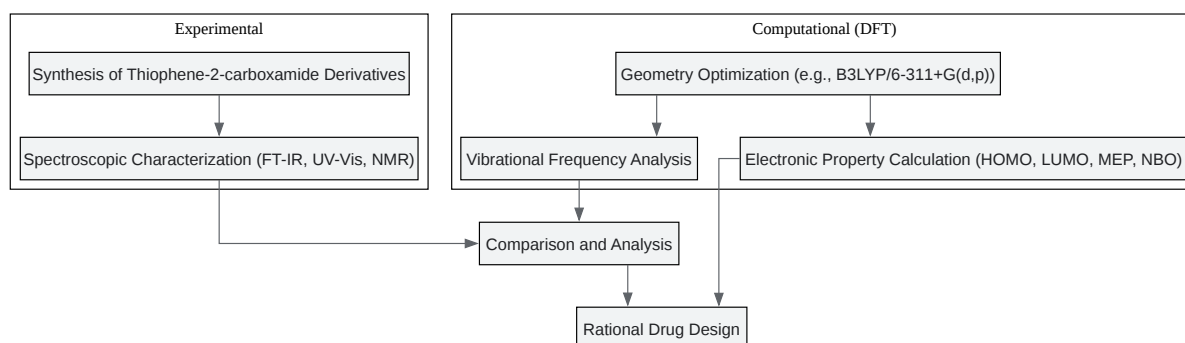 Experimental
Computational (DFT)
Synthesis of Thiophene-2-carboxamide Derivatives
Geometry Optimization (e.g., B3LYP/6-311+G(d,p))
Spectroscopic Characterization (FT-IR, UV-Vis, NMR)
Vibrational Frequency Analysis
Electronic Property Calculation (HOMO, LUMO, MEP, NBO)
Comparison and Analysis
Rational Drug Design